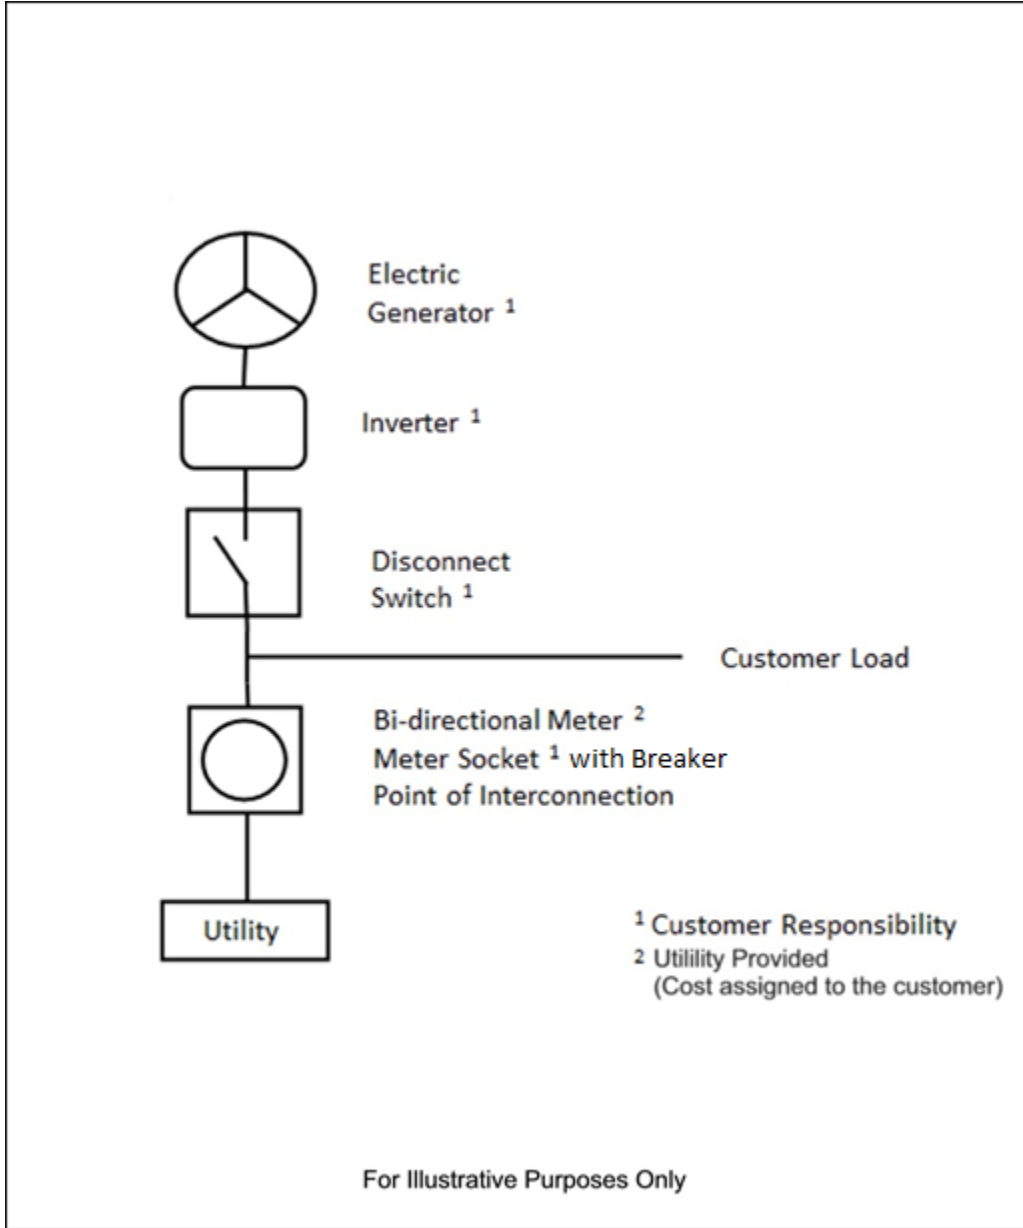 Electric
Generator 1
Inverter 1
Disconnect
Switch 1
Customer Load
Bi-directional Meter 2
Meter Socket 1 with Breaker
Point of Interconnection
Utility
1 Customer Responsibility
2 Utilility Provided
(Cost assigned to the customer)
For Illustrative Purposes Only